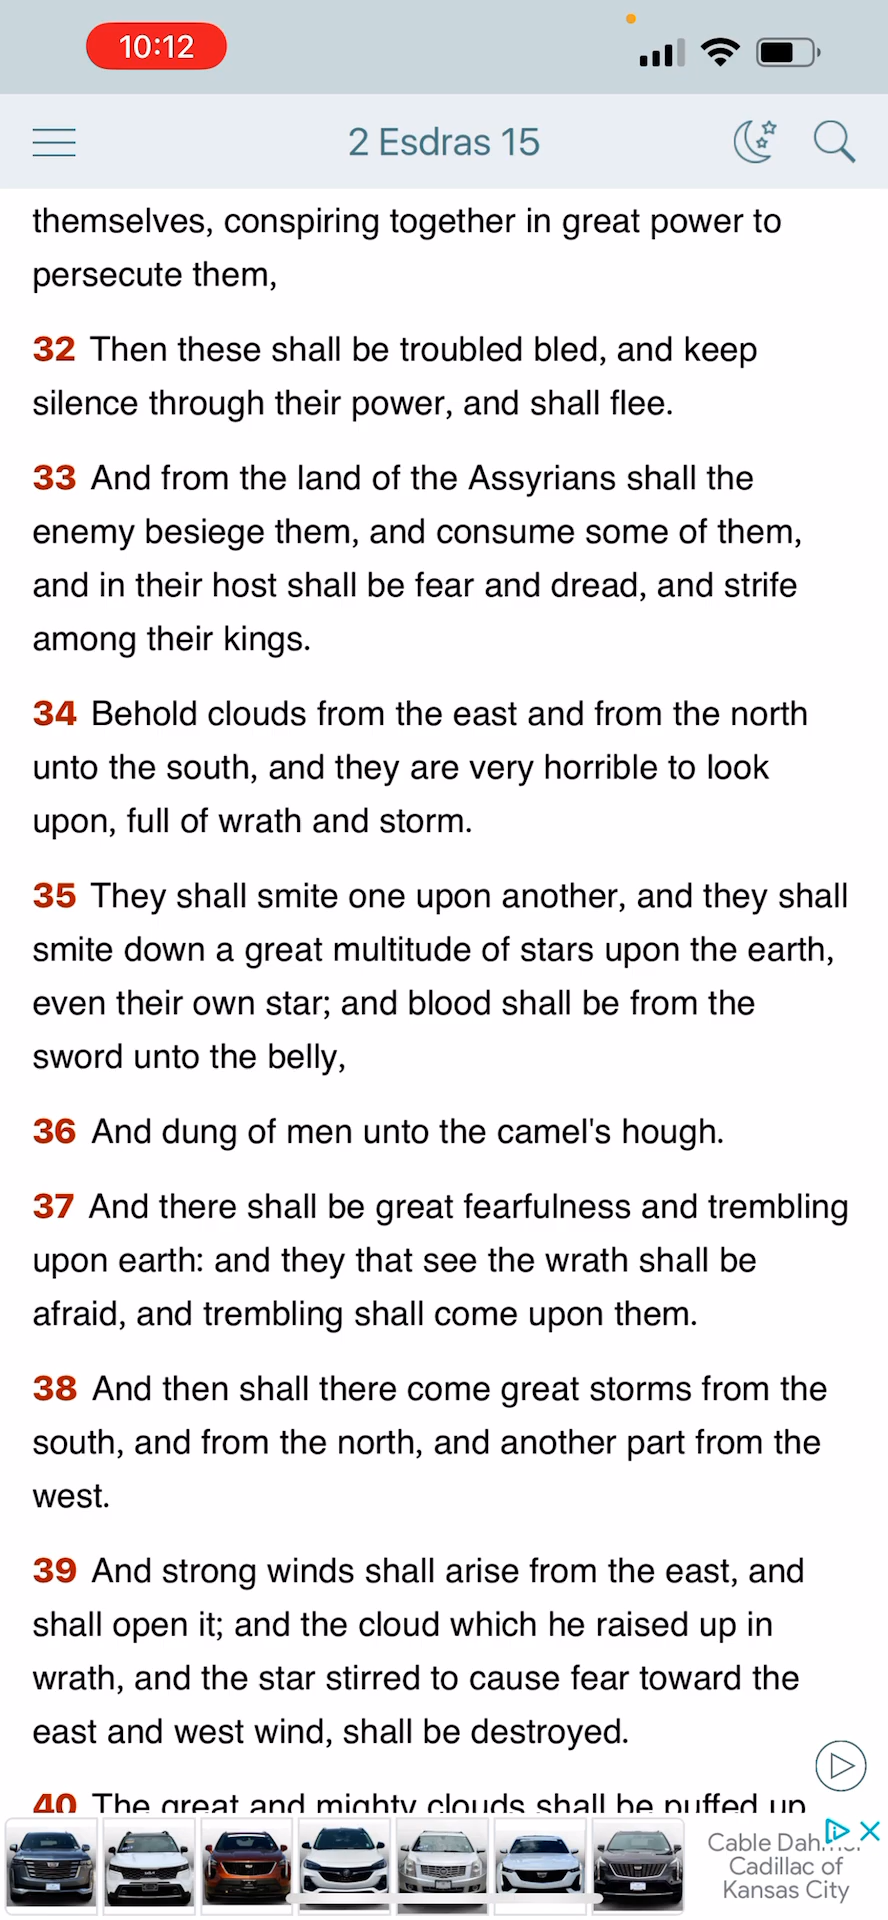 10:12
2 Esdras 15
themselves, conspiring together in great power to
persecute them,
32 Then these shall be troubled bled, and keep
silence through their power, and shall flee.
33 And from the land of the Assyrians shall the
enemy besiege them, and consume some of them,
and in their host shall be fear and dread, and strife
among their kings.
34 Behold clouds from the east and from the north
unto the south, and they are very horrible to look
upon, full of wrath and storm.
35 They shall smite one upon another, and they shall
smite down a great multitude of stars upon the earth,
even their own star; and blood shall be from the
sword unto the belly,
36 And dung of men unto the camel's hough.
37 And there shall be great fearfulness and trembling
upon earth: and they that see the wrath shall be
afraid, and trembling shall come upon them.
38 And then shall there come great storms from the
south, and from the north, and another part from the
west.
39 And strong winds shall arise from the east, and
shall open it; and the cloud which he raised up in
wrath, and the star stirred to cause fear toward the
east and west wind, shall be destroyed.
40 The great and mighty clouds shall be puffed up
Cable
Cadillac of
Kansas City